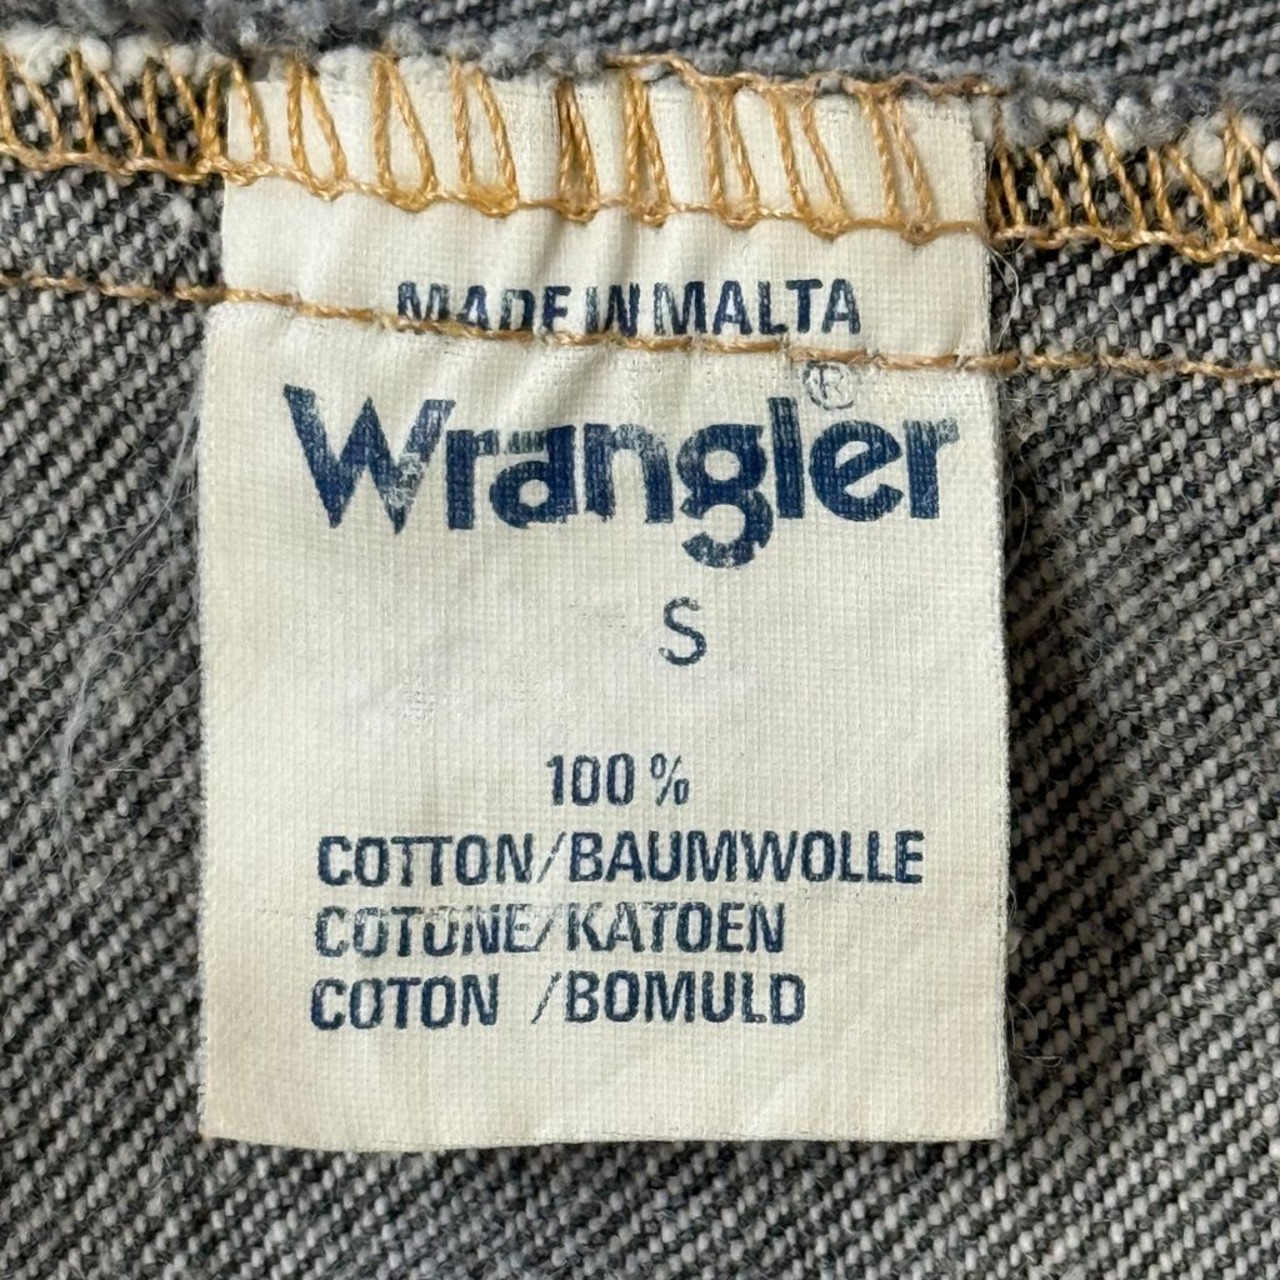 MADE IN MALTA
Wrangler®
S
100 %
COTTON/BAUMWOLLE
COTONE/KATOEN
COTON /BOMULD